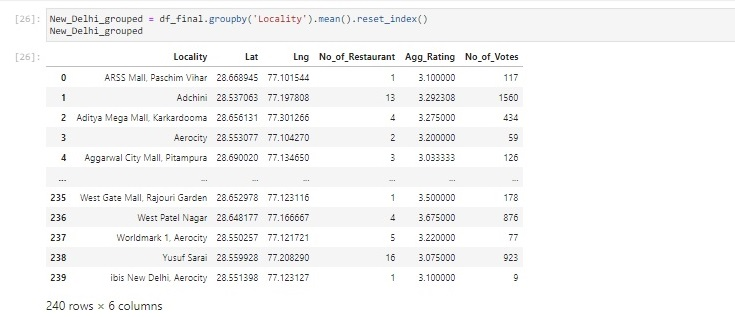 [26]: New_Delhi_grouped = df_final.groupby('Locality').mean().reset_index()
New_Delhi_grouped
[26]: Locality Lat Lng No_of_Restaurant Agg_Rating No_of_Votes
0 ARSS Mall, Paschim Vihar 28.668945 77.101544 1 3.100000 117
1 Adchini 28.537063 77.197808 13 3.292308 1560
2 Aditya Mega Mall, Karkardooma 28.656131 77.301266 4 3.275000 434
3 Aerocity 28.553077 77.104270 2 3.200000 59
4 Aggarwal City Mall, Pitampura 28.690020 77.134650 3 3.033333 126
... ... ... ... ... ... ...
235 West Gate Mall, Rajouri Garden 28.652978 77.123116 1 3.500000 178
236 West Patel Nagar 28.648177 77.166667 4 3.675000 876
237 Worldmark 1, Aerocity 28.550257 77.121721 5 3.220000 77
238 Yusuf Sarai 28.559928 77.208290 16 3.075000 923
239 ibis New Delhi, Aerocity 28.551398 77.123127 1 3.100000 9
240 rows × 6 columns